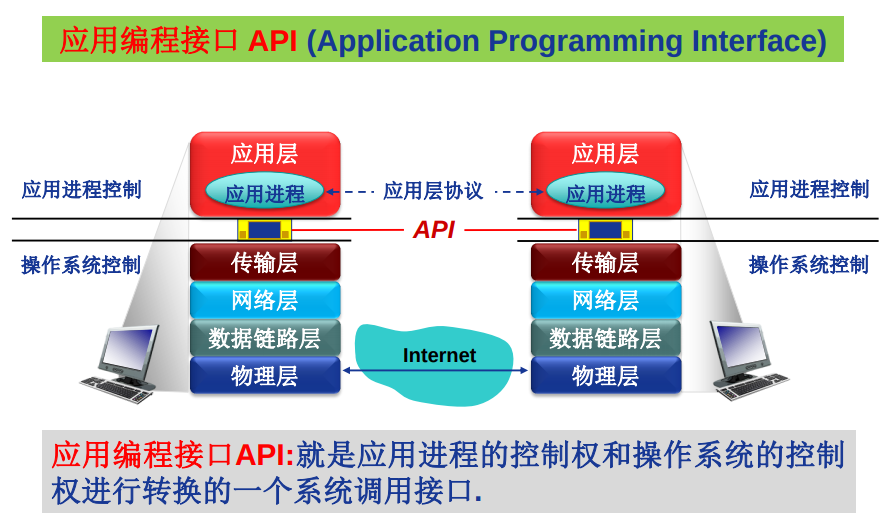 应用编程接口 API (Application Programming Interface)
应用层
应用层
应用进程控制
应用进程
应用层协议
应用进程
应用进程控制
API
操作系统控制
传输层
传输层
操作系统控制
网络层
网络层
数据链路层
数据链路层
Internet
物理层
物理层
应用编程接口API:就是应用进程的控制权和操作系统的控制
权进行转换的一个系统调用接口.